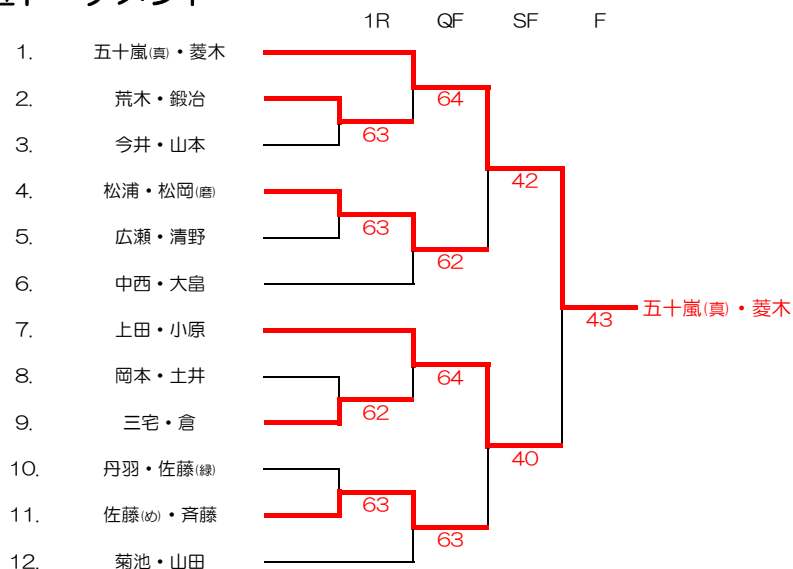 1R QF SF F
1. 五十嵐(真)・菱木
64
2. 荒木・鍛冶
63
3. 今井・山本
42
4. 松浦・松岡(磨)
63
5. 広瀬・清野
62
6. 中西・大畠
43 五十嵐(真)・菱木
7. 上田・小原
64
8. 岡本・土井
62
9. 三宅・倉
40
10. 丹羽・佐藤(緑)
63
11. 佐藤(め)・斉藤
63
12. 菊池・山田